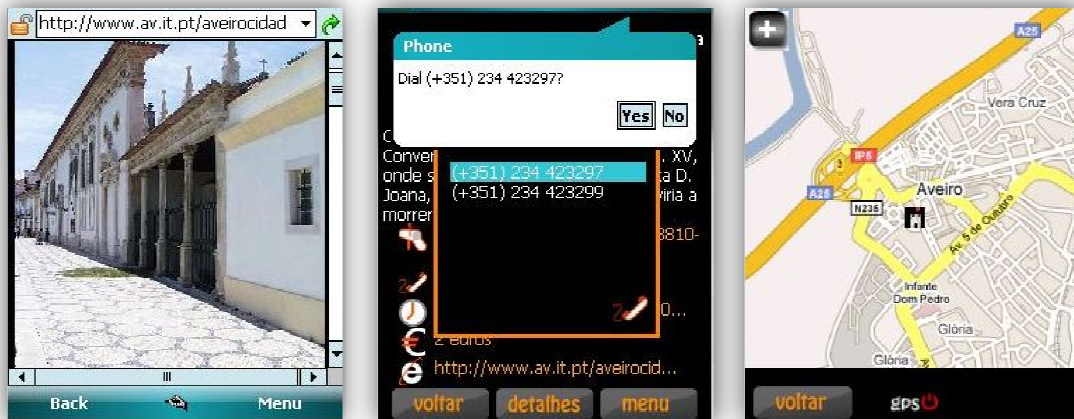 http://www.av.it.pt/aveirocidad
Back
Menu
Phone
Dial (+351) 234 423297?
Yes
No
XV,
onde s
a D.
Joana,
viria a
morrer
(+351) 234 423297
(+351) 234 423299
3810-
0...
2 euros
http://www.av.it.pt/aveirocid...
voltar
detalhes
menu
A25
Vera Cruz
IP5
A25
N235
Aveiro
Av. 5 de Outubro
Infante
Dom Pedro
Glória
Glória
voltar
gps